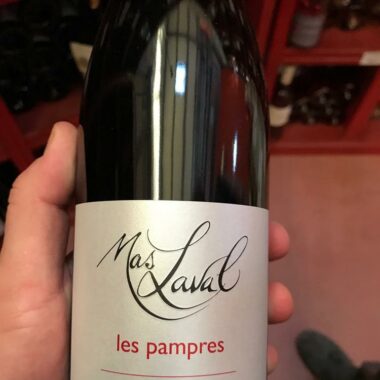 Mas
Laval
les pampres